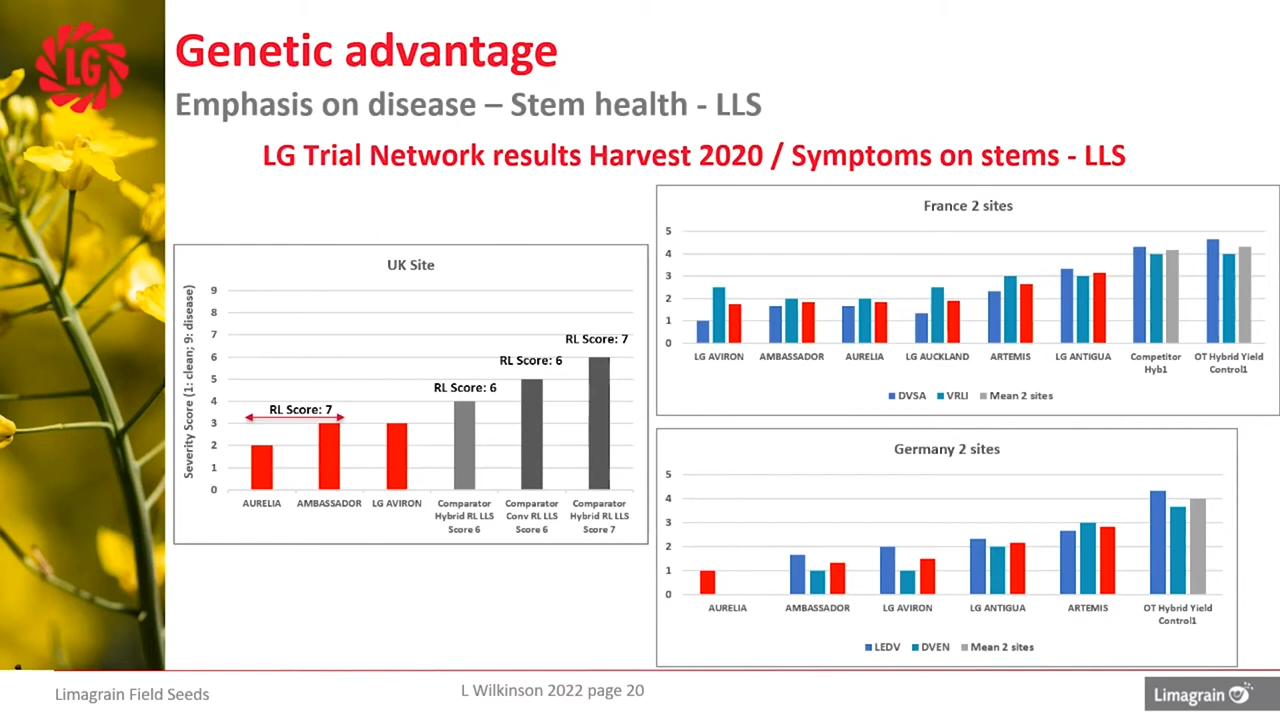 LG
Genetic advantage
Emphasis on disease – Stem health - LLS
LG Trial Network results Harvest 2020 / Symptoms on stems - LLS
UK Site
Severity Score (1: clean; 9: disease)
9
8
7
6
5
4
3
2
1
0
RL Score: 7
RL Score: 6
RL Score: 6
RL Score: 7
AURELIA
AMBASSADOR
LG AVIRON
Comparator
Hybrid RL LLS
Score 6
Comparator
Conv RL LLS
Score 6
Comparator
Hybrid RL LLS
Score 7
France 2 sites
5
4
3
2
1
0
LG AVIRON
AMBASSADOR
AURELIA
LG AUCKLAND
ARTEMIS
LG ANTIGUA
Competitor
Hyb1
OT Hybrid Yield
Control1
DVSA
VRLI
Mean 2 sites
Germany 2 sites
5
4
3
2
1
0
AURELIA
AMBASSADOR
LG AVIRON
LG ANTIGUA
ARTEMIS
OT Hybrid Yield
Control1
LEDV
DVEN
Mean 2 sites
Limagrain Field Seeds
L Wilkinson 2022 page 20
Limagrain